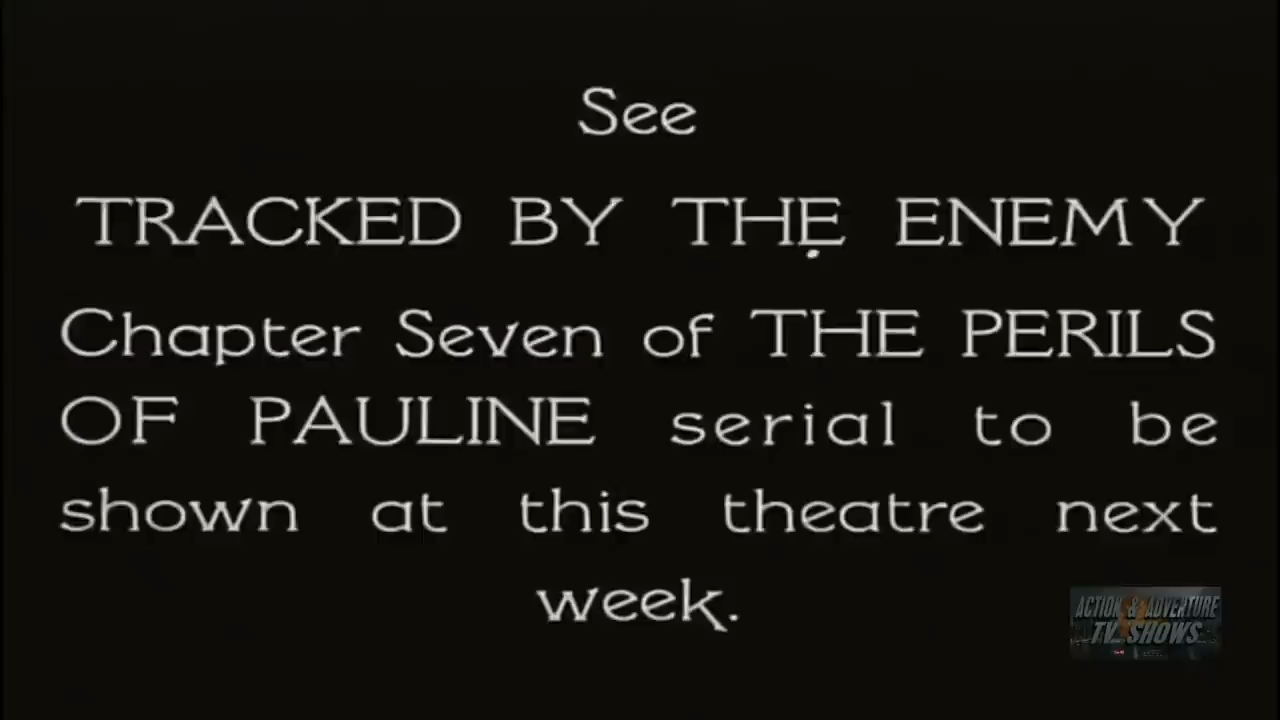 See
TRACKED BY THE ENEMY
Chapter Seven of THE PERILS
OF PAULINE serial to be
shown at this theatre next
week.
ACTION & ADVENTURE
TV SHOWS